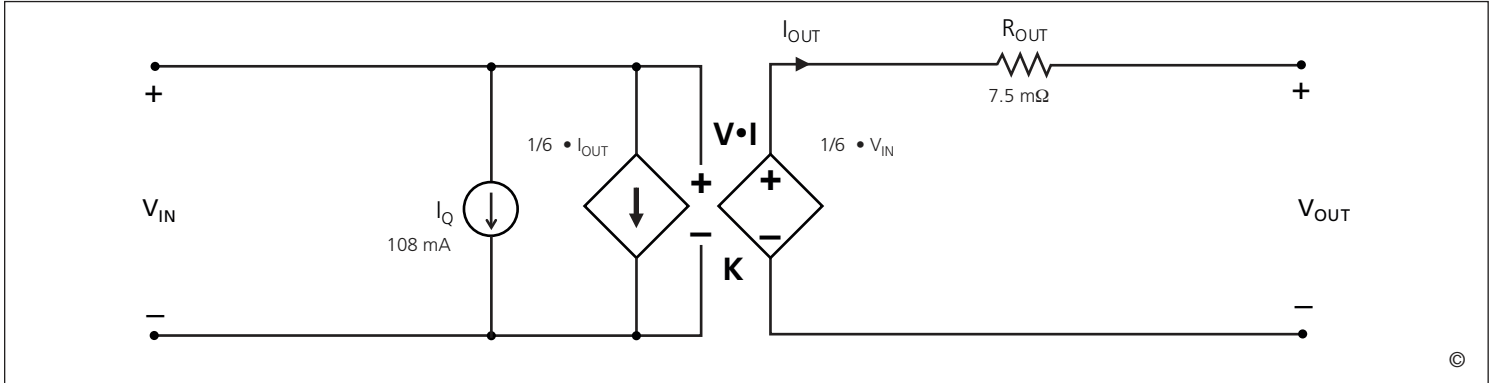 I_OUT
R_OUT
+
+
7.5 mΩ
1/6 • I_OUT
V•I
1/6 • V_IN
+
+
V_IN
I_Q
V_OUT
108 mA
–
–
K
–
–
©